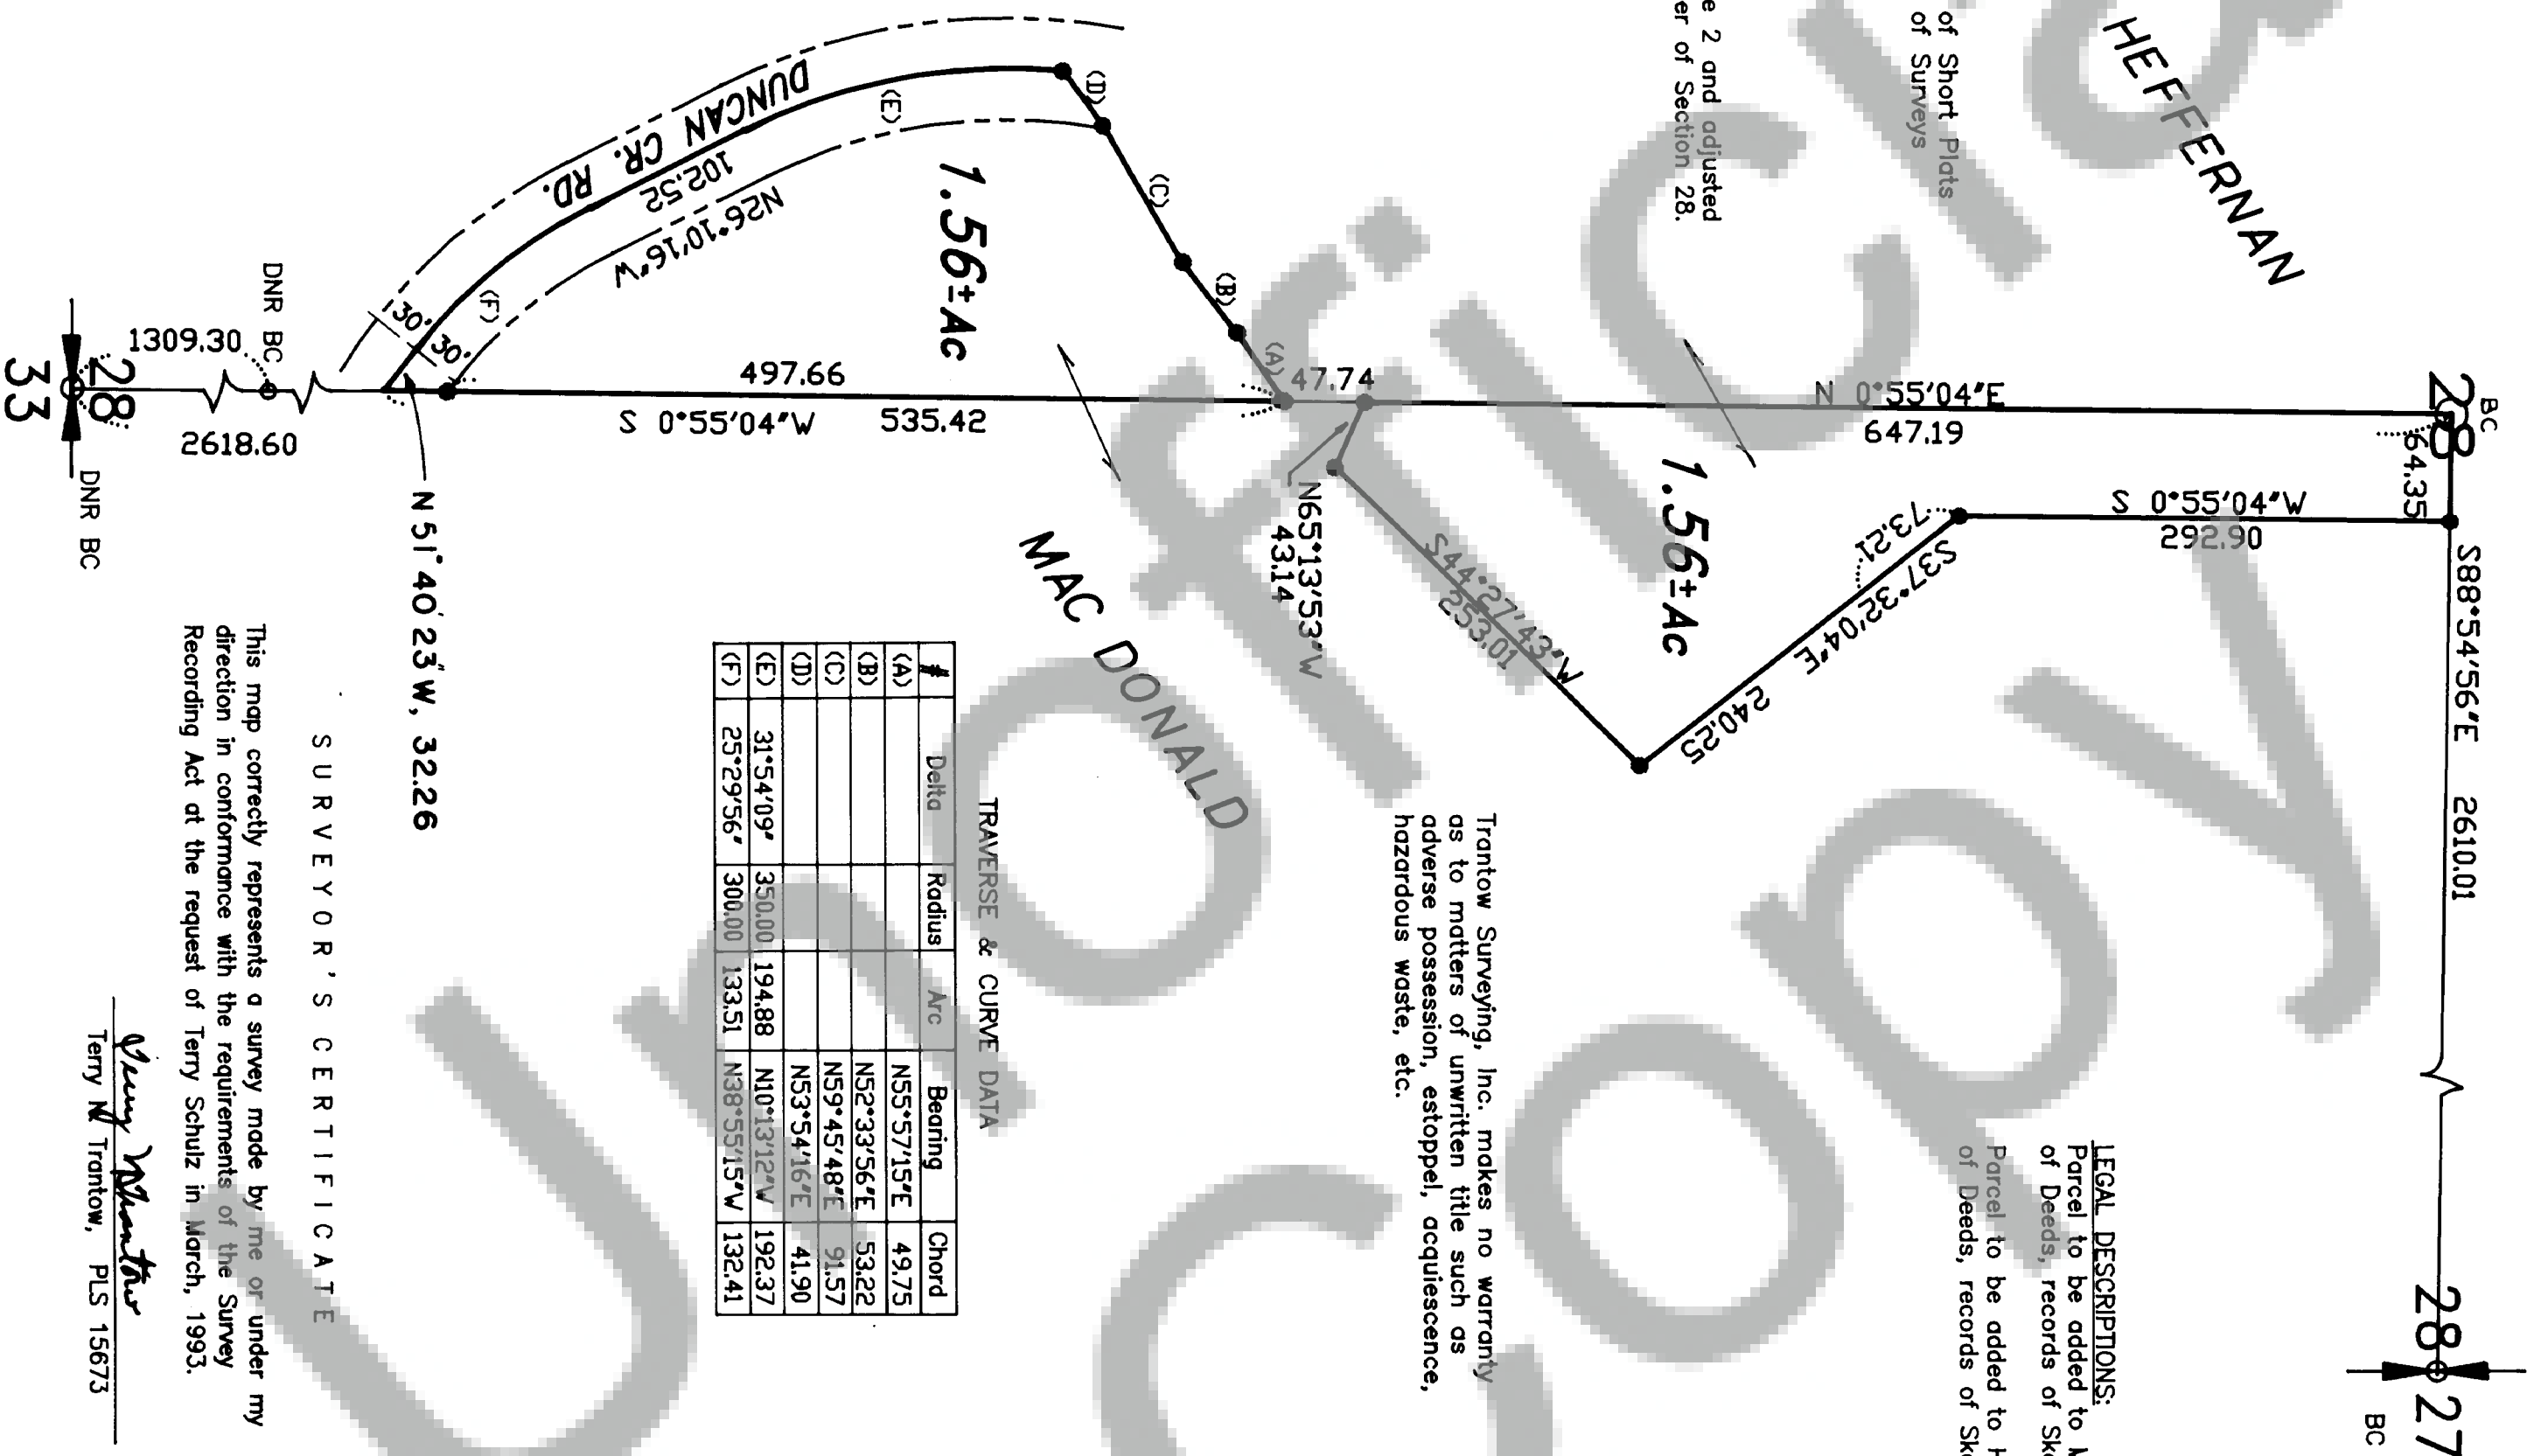 HEFFERNAN
of Short Plats
of Surveys
e 2 and adjusted
er of Section 28.
BC
28
64.35
S88°54'56"E 2610.01
28 27
BC
N 0°55'04"E
647.19
S 0°55'04"W
292.90
73.21
S37°32'04"E
240.25
1.56±Ac
S44°27'43"W
253.01
N65°13'53"W
43.14
47.74
(A)
(B)
(C)
(D)
(E)
(F)
1.56±Ac
497.66
S 0°55'04"W 535.42
DUNCAN CR. RD.
102.52
N26°10'16"W
30'
30'
MAC DONALD
N 51° 40' 23" W, 32.26
DNR BC
1309.30
2618.60
28
33
DNR BC
LEGAL DESCRIPTIONS:
Parcel to be added to
of Deeds, records of
Parcel to be added to
of Deeds, records of
Trantow Surveying, Inc. makes no warranty
as to matters of unwritten title such as
adverse possession, estoppel, acquiescence,
hazardous waste, etc.
TRAVERSE & CURVE DATA
# Delta Radius Arc Bearing Chord
(A) N55°57'15"E 49.75
(B) N52°33'56"E 53.22
(C) N59°45'48"E 91.57
(D) N53°54'16"E 41.90
(E) 31°54'09" 350.00 194.88 N10°13'12"W 192.37
(F) 25°29'56" 300.00 133.51 N38°55'15"W 132.41
SURVEYOR'S CERTIFICATE
This map correctly represents a survey made by me or under my
direction in conformance with the requirements of the Survey
Recording Act at the request of Terry Schulz in March, 1993.
Terry N Trantow
Terry N Trantow, PLS 15673
Unofficial
Copy